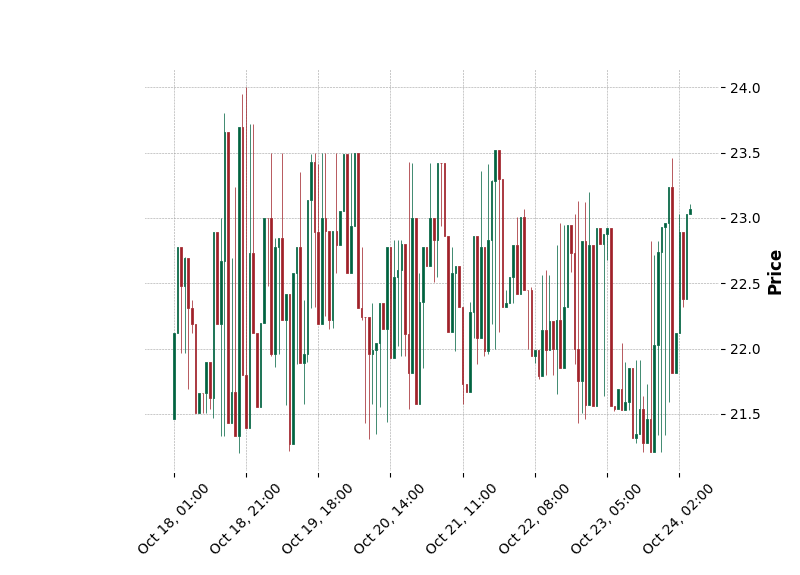 24.0
23.5
23.0
22.5
22.0
21.5
Price
Oct 18, 01:00
Oct 18, 21:00
Oct 19, 18:00
Oct 20, 14:00
Oct 21, 11:00
Oct 22, 08:00
Oct 23, 05:00
Oct 24, 02:00